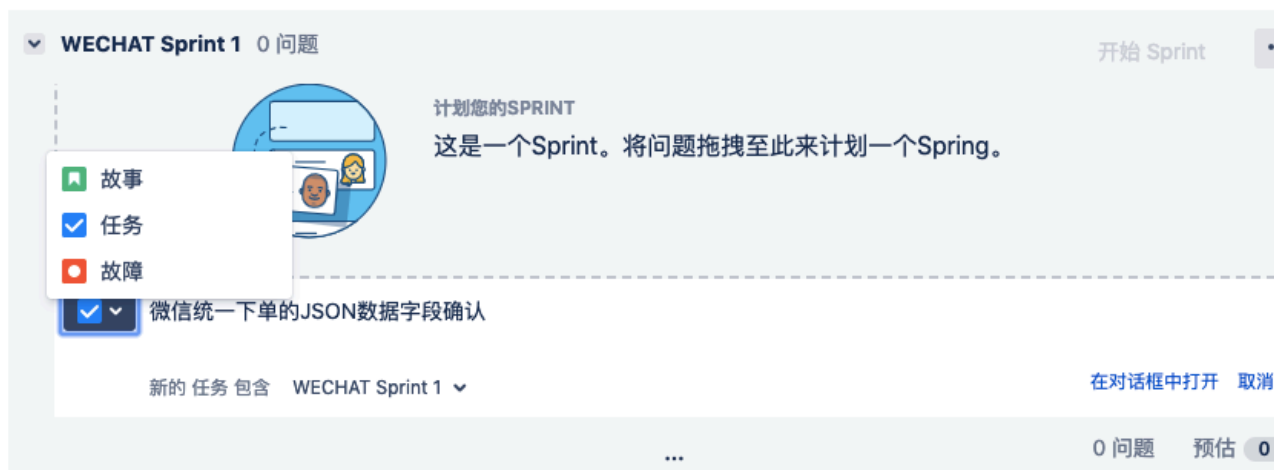 WECHAT Sprint 1 0 问题
开始 Sprint
计划您的SPRINT
这是一个Sprint。将问题拖拽至此来计划一个Spring。
故事
任务
故障
微信统一下单的JSON数据字段确认
新的 任务 包含 WECHAT Sprint 1
在对话框中打开 取消
0 问题 预估 0
...